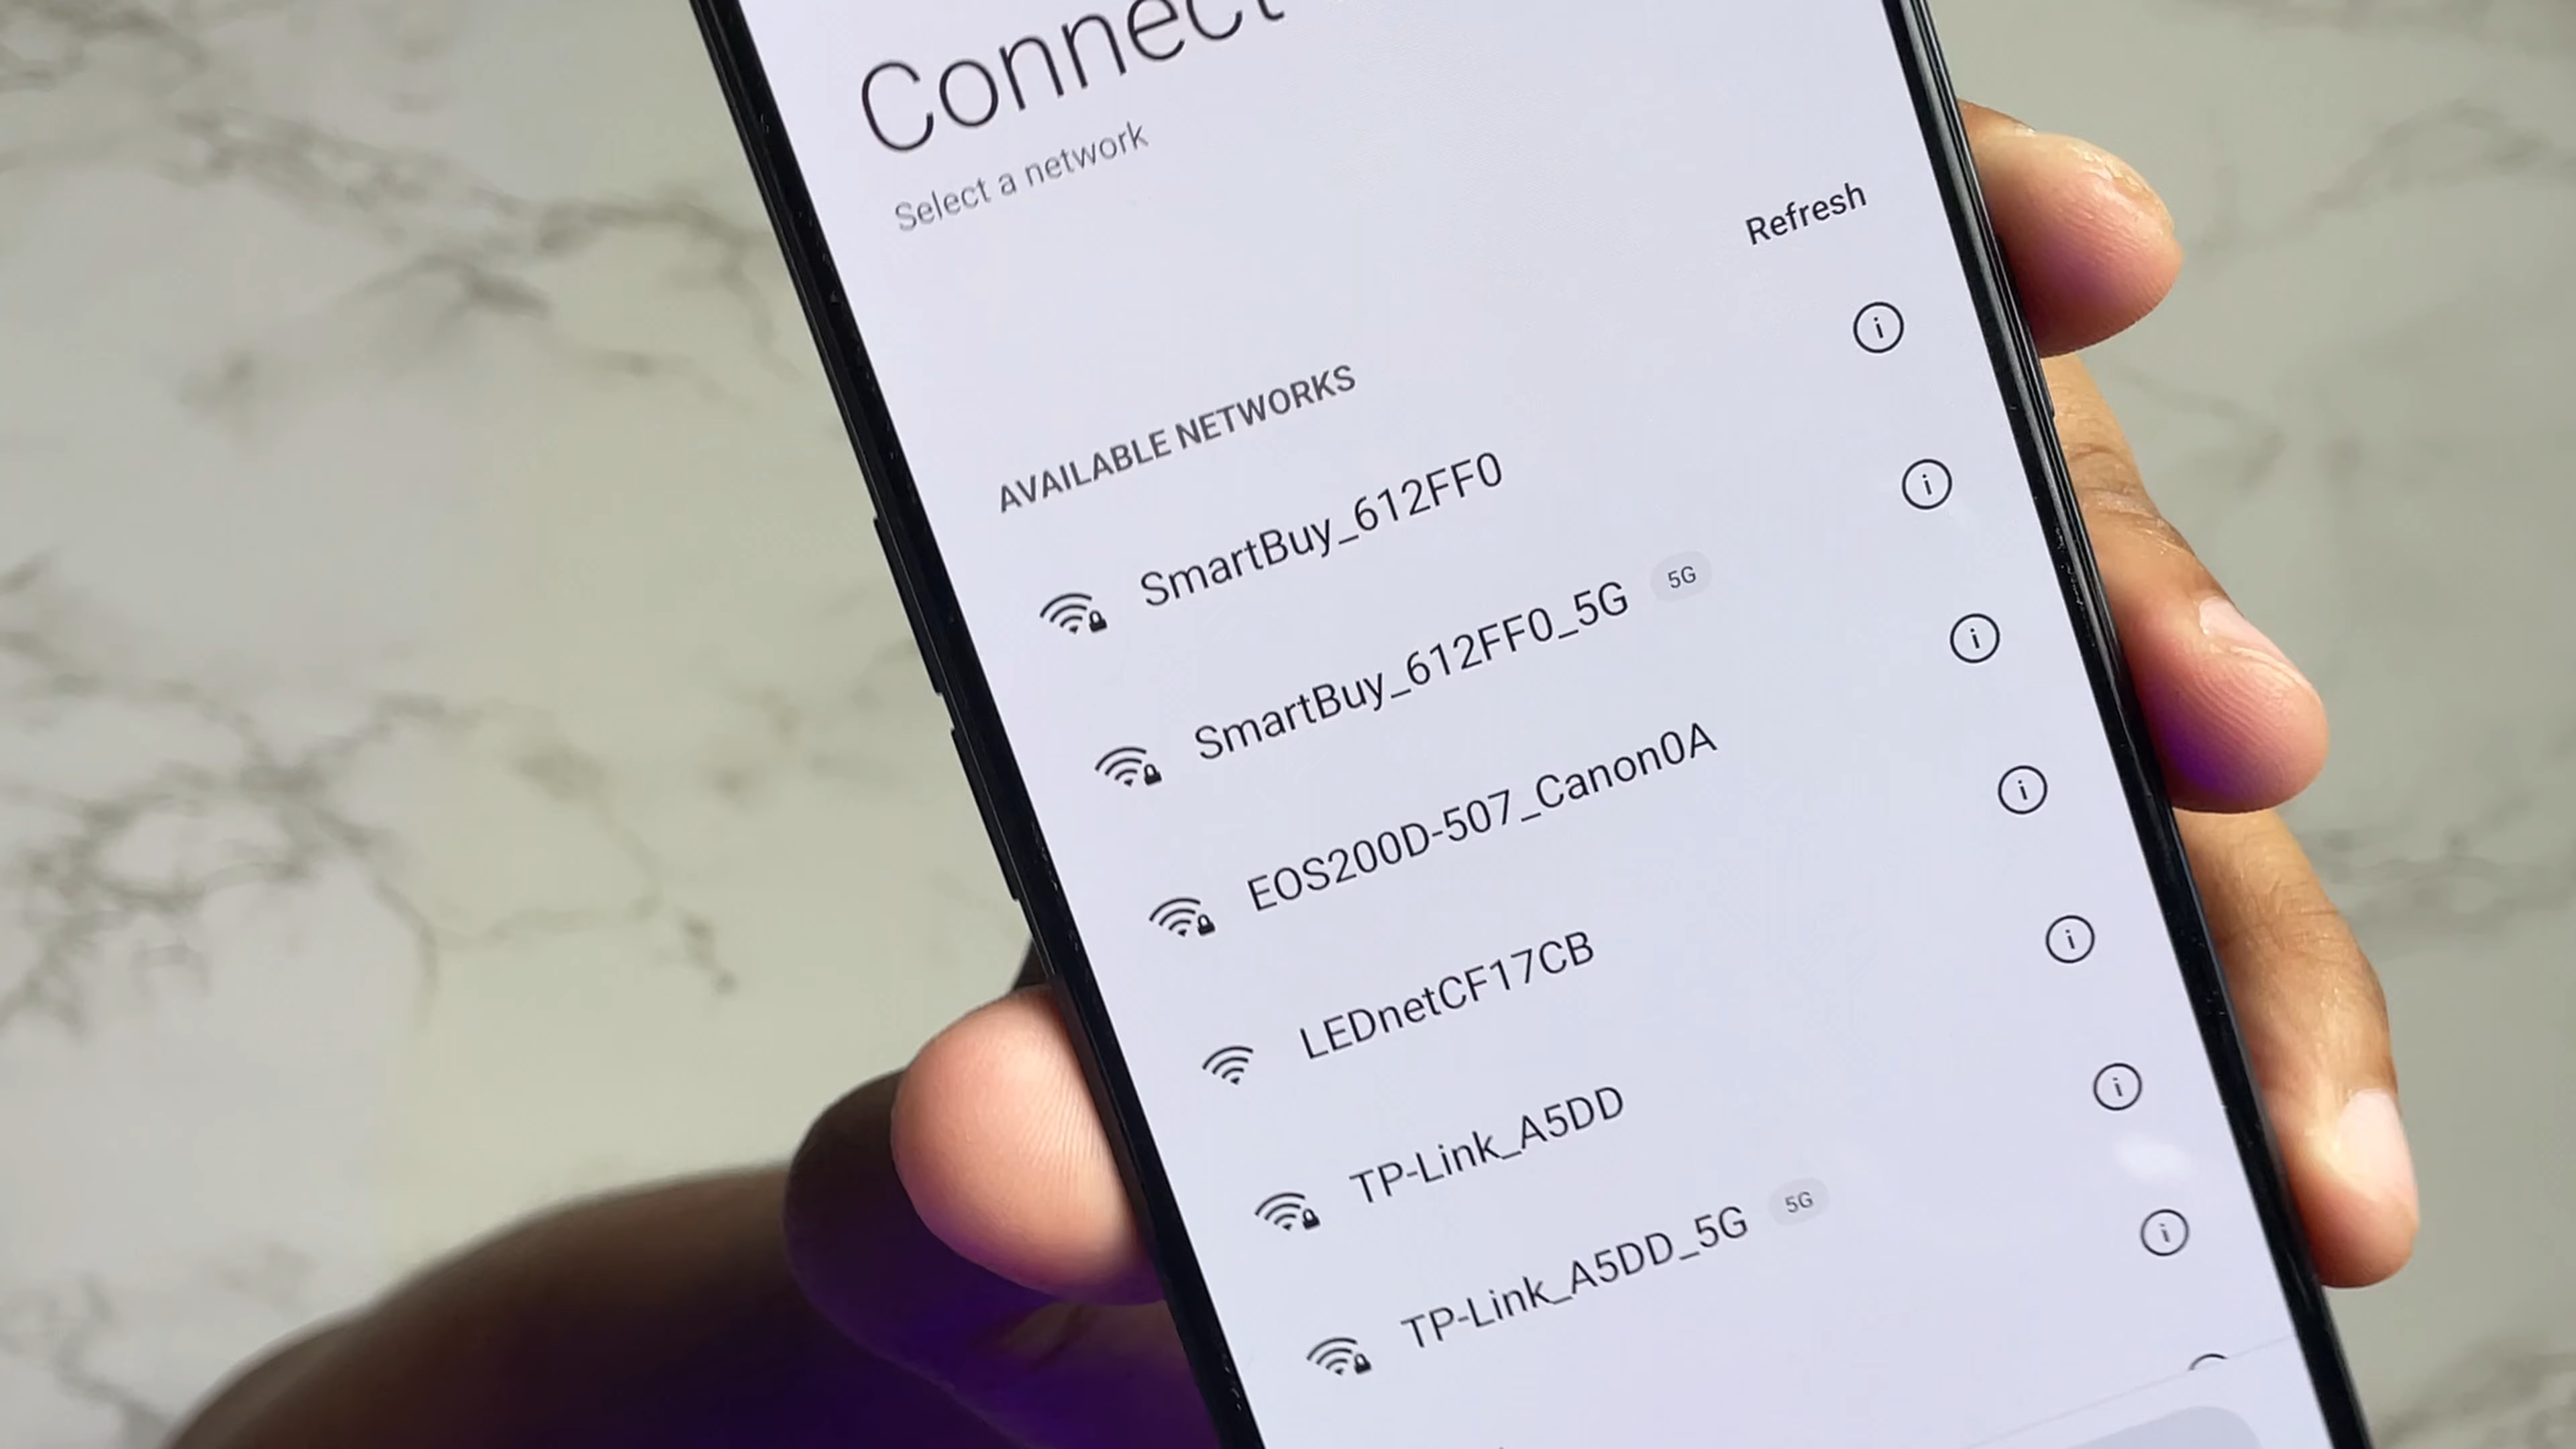 Connect
Select a network
Refresh
AVAILABLE NETWORKS
SmartBuy_612FF0
SmartBuy_612FF0_5G 5G
EOS200D-507_Canon0A
LEDnetCF17CB
TP-Link_A5DD
TP-Link_A5DD_5G 5G